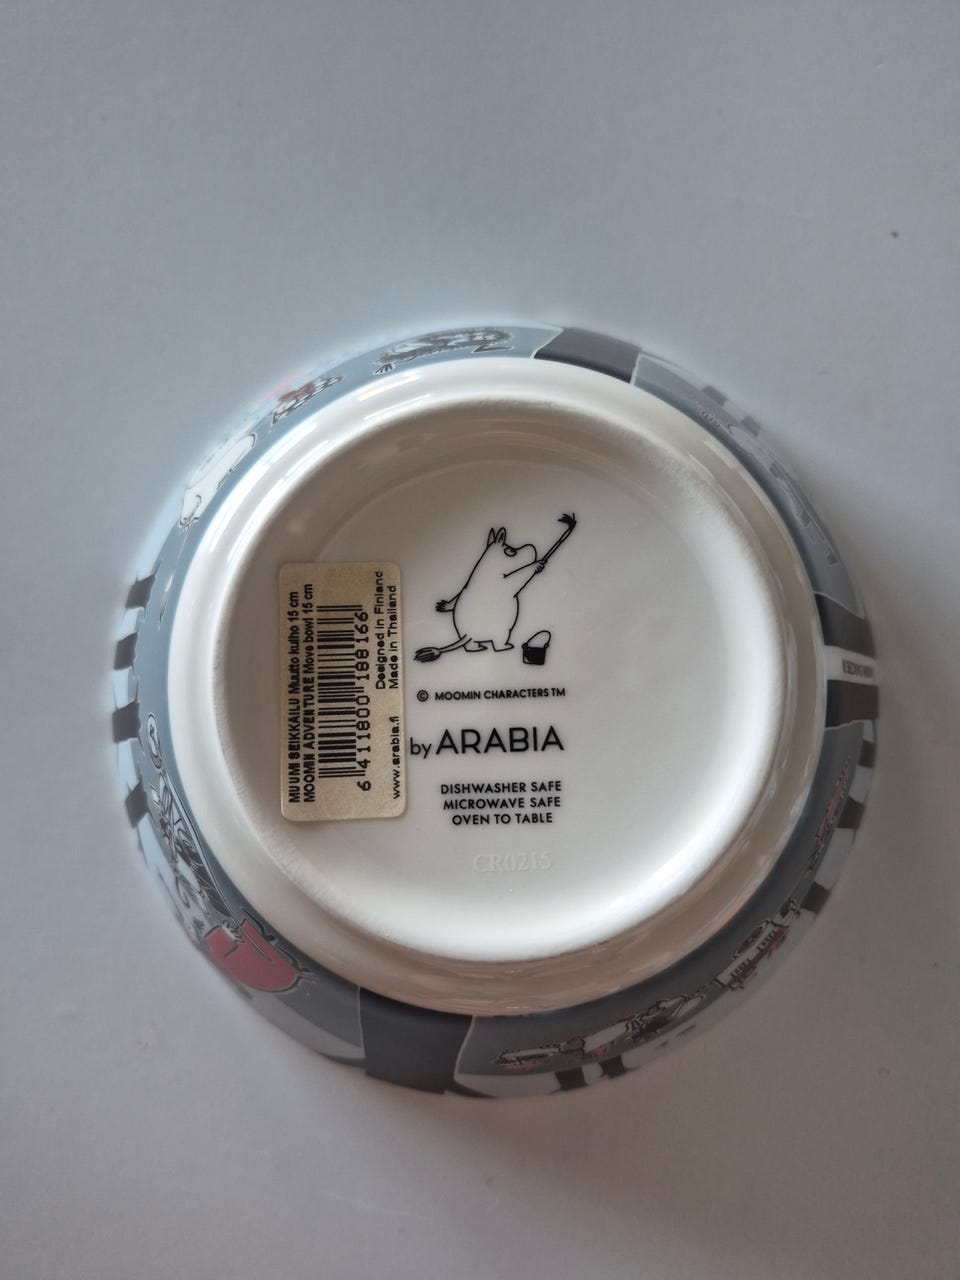 MUUMI SEIKKAILU Muutto kulho 15 cm
MOOMIN ADVENTURE Move bowl 15 cm
6 411800 188166
Designed in Finland
Made in Thailand
www.arabia.fi
© MOOMIN CHARACTERS TM
by ARABIA
DISHWASHER SAFE
MICROWAVE SAFE
OVEN TO TABLE
CR0215